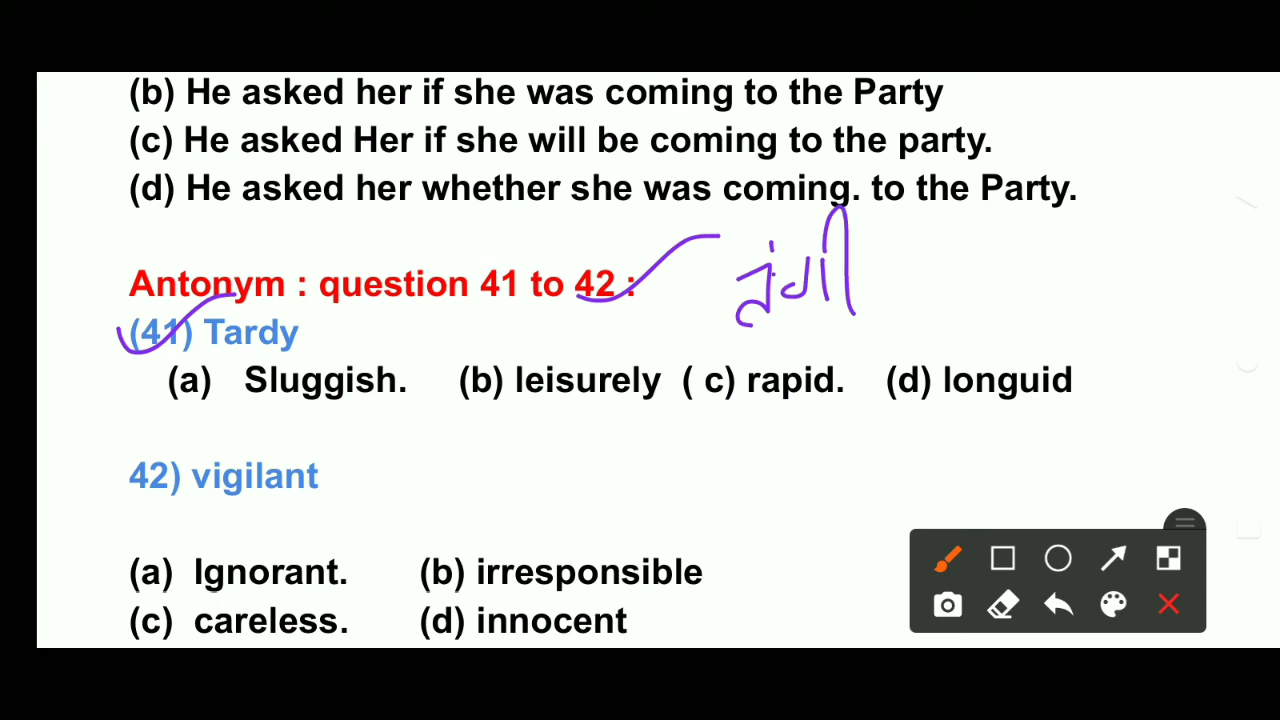 (b) He asked her if she was coming to the Party
(c) He asked Her if she will be coming to the party.
(d) He asked her whether she was coming. to the Party.
Antonym : question 41 to 42 :
(41) Tardy
(a) Sluggish. (b) leisurely ( c) rapid. (d) longuid
42) vigilant
(a) Ignorant. (b) irresponsible
(c) careless. (d) innocent